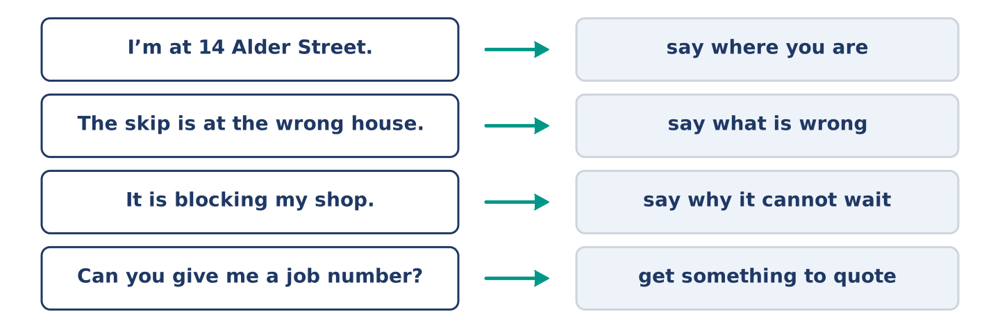 I’m at 14 Alder Street.
say where you are
The skip is at the wrong house.
say what is wrong
It is blocking my shop.
say why it cannot wait
Can you give me a job number?
get something to quote